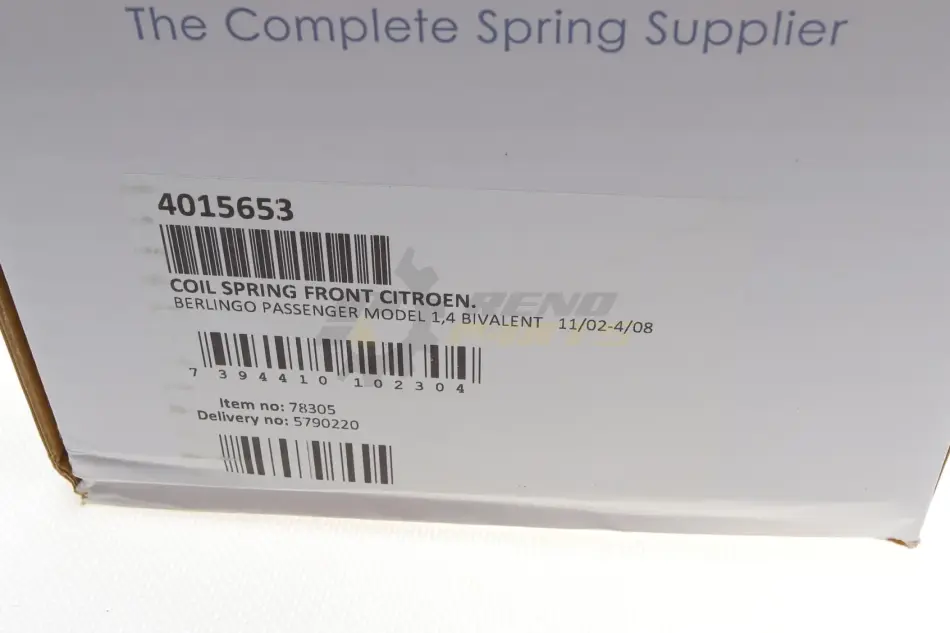 The Complete Spring Supplier
4015653
COIL SPRING FRONT CITROEN.
BERLINGO PASSENGER MODEL 1,4 BIVALENT 11/02-4/08
7 394410 102304
Item no: 78305
Delivery no: 5790220